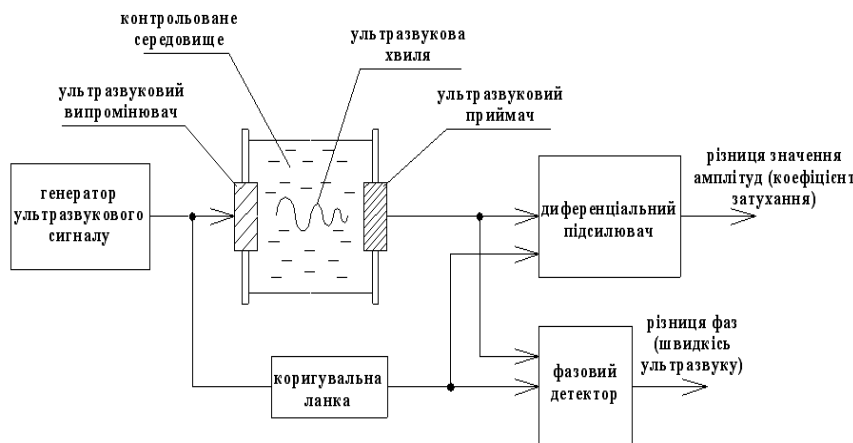 контрольоване
середовище
ультразвукова
хвиля
ультразвуковий
випромінювач
ультразвуковий
приймач
генератор
ультразвукового
сигналу
диференціальний
підсилювач
різниця значення
амплітуд (коефіцієнт
затухання)
коригувальна
ланка
фазовий
детектор
різниця фаз
(швидкісь
ультразвуку)